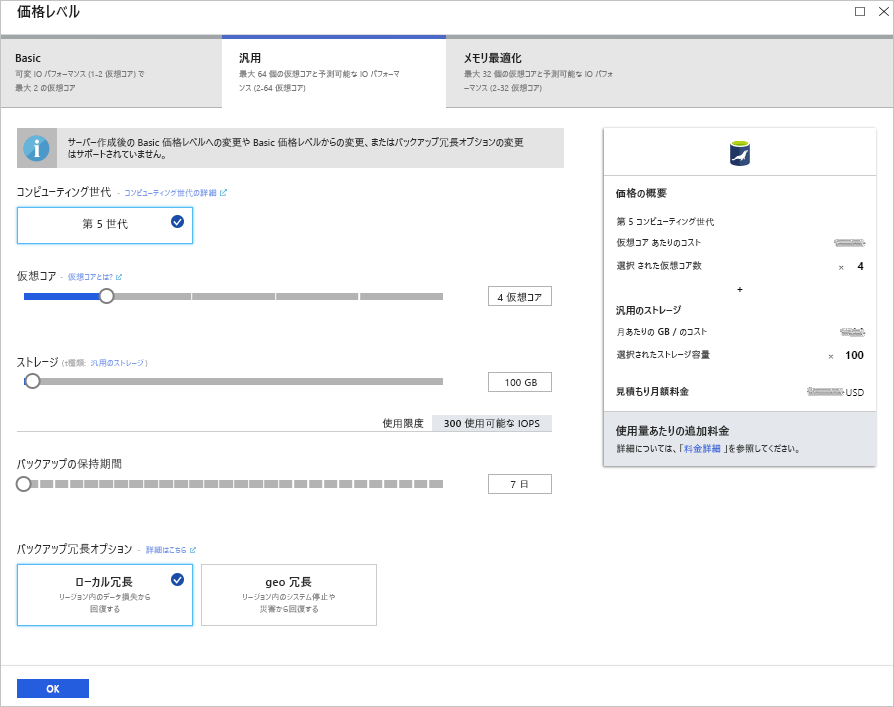 価格レベル
Basic
可変 IO パフォーマンス (1-2 仮想コア) で
最大 2 の仮想コア
汎用
最大 64 個の仮想コアと予測可能な IO パフォーマ
ンス (2-64 仮想コア)
メモリ最適化
最大 32 個の仮想コアと予測可能な IO パフォ
ーマンス (2-32 仮想コア)
サーバー作成後の Basic 価格レベルへの変更や Basic 価格レベルからの変更、またはバックアップ冗長オプションの変更
はサポートされていません。
コンピューティング世代 - コンピューティング世代の詳細
第 5 世代
仮想コア - 仮想コアとは?
4 仮想コア
ストレージ (t種類: 汎用のストレージ)
100 GB
使用限度 300 使用可能な IOPS
バックアップの保持期間
7 日
バックアップ冗長オプション - 詳細はこちら
ローカル冗長
リージョン内のデータ損失から
回復する
geo 冗長
リージョン内のシステム停止や
災害から回復する
OK
価格の概要
第 5 コンピューティング世代
仮想コア あたりのコスト
選択 された仮想コア数 × 4
+
汎用のストレージ
月あたりの GB / のコスト
選択されたストレージ容量 × 100
見積もり月額料金 USD
使用量あたりの追加料金
詳細については、「料金詳細 」を参照してください。